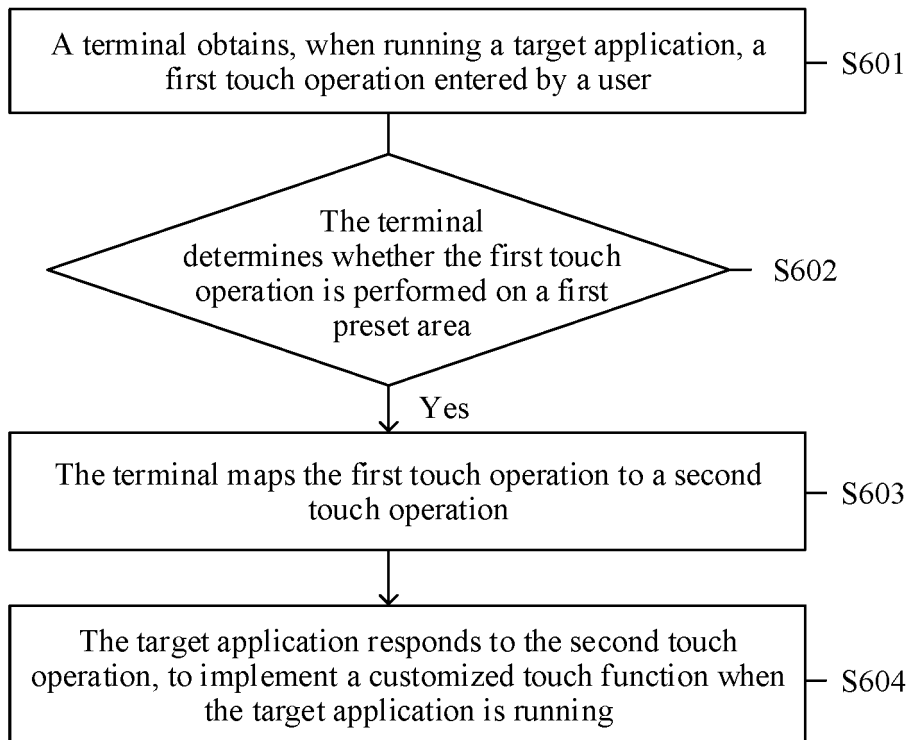 A terminal obtains, when running a target application, a
first touch operation entered by a user
S601
The terminal
determines whether the first touch
operation is performed on a first
preset area
S602
Yes
The terminal maps the first touch operation to a second
touch operation
S603
The target application responds to the second touch
operation, to implement a customized touch function when
the target application is running
S604